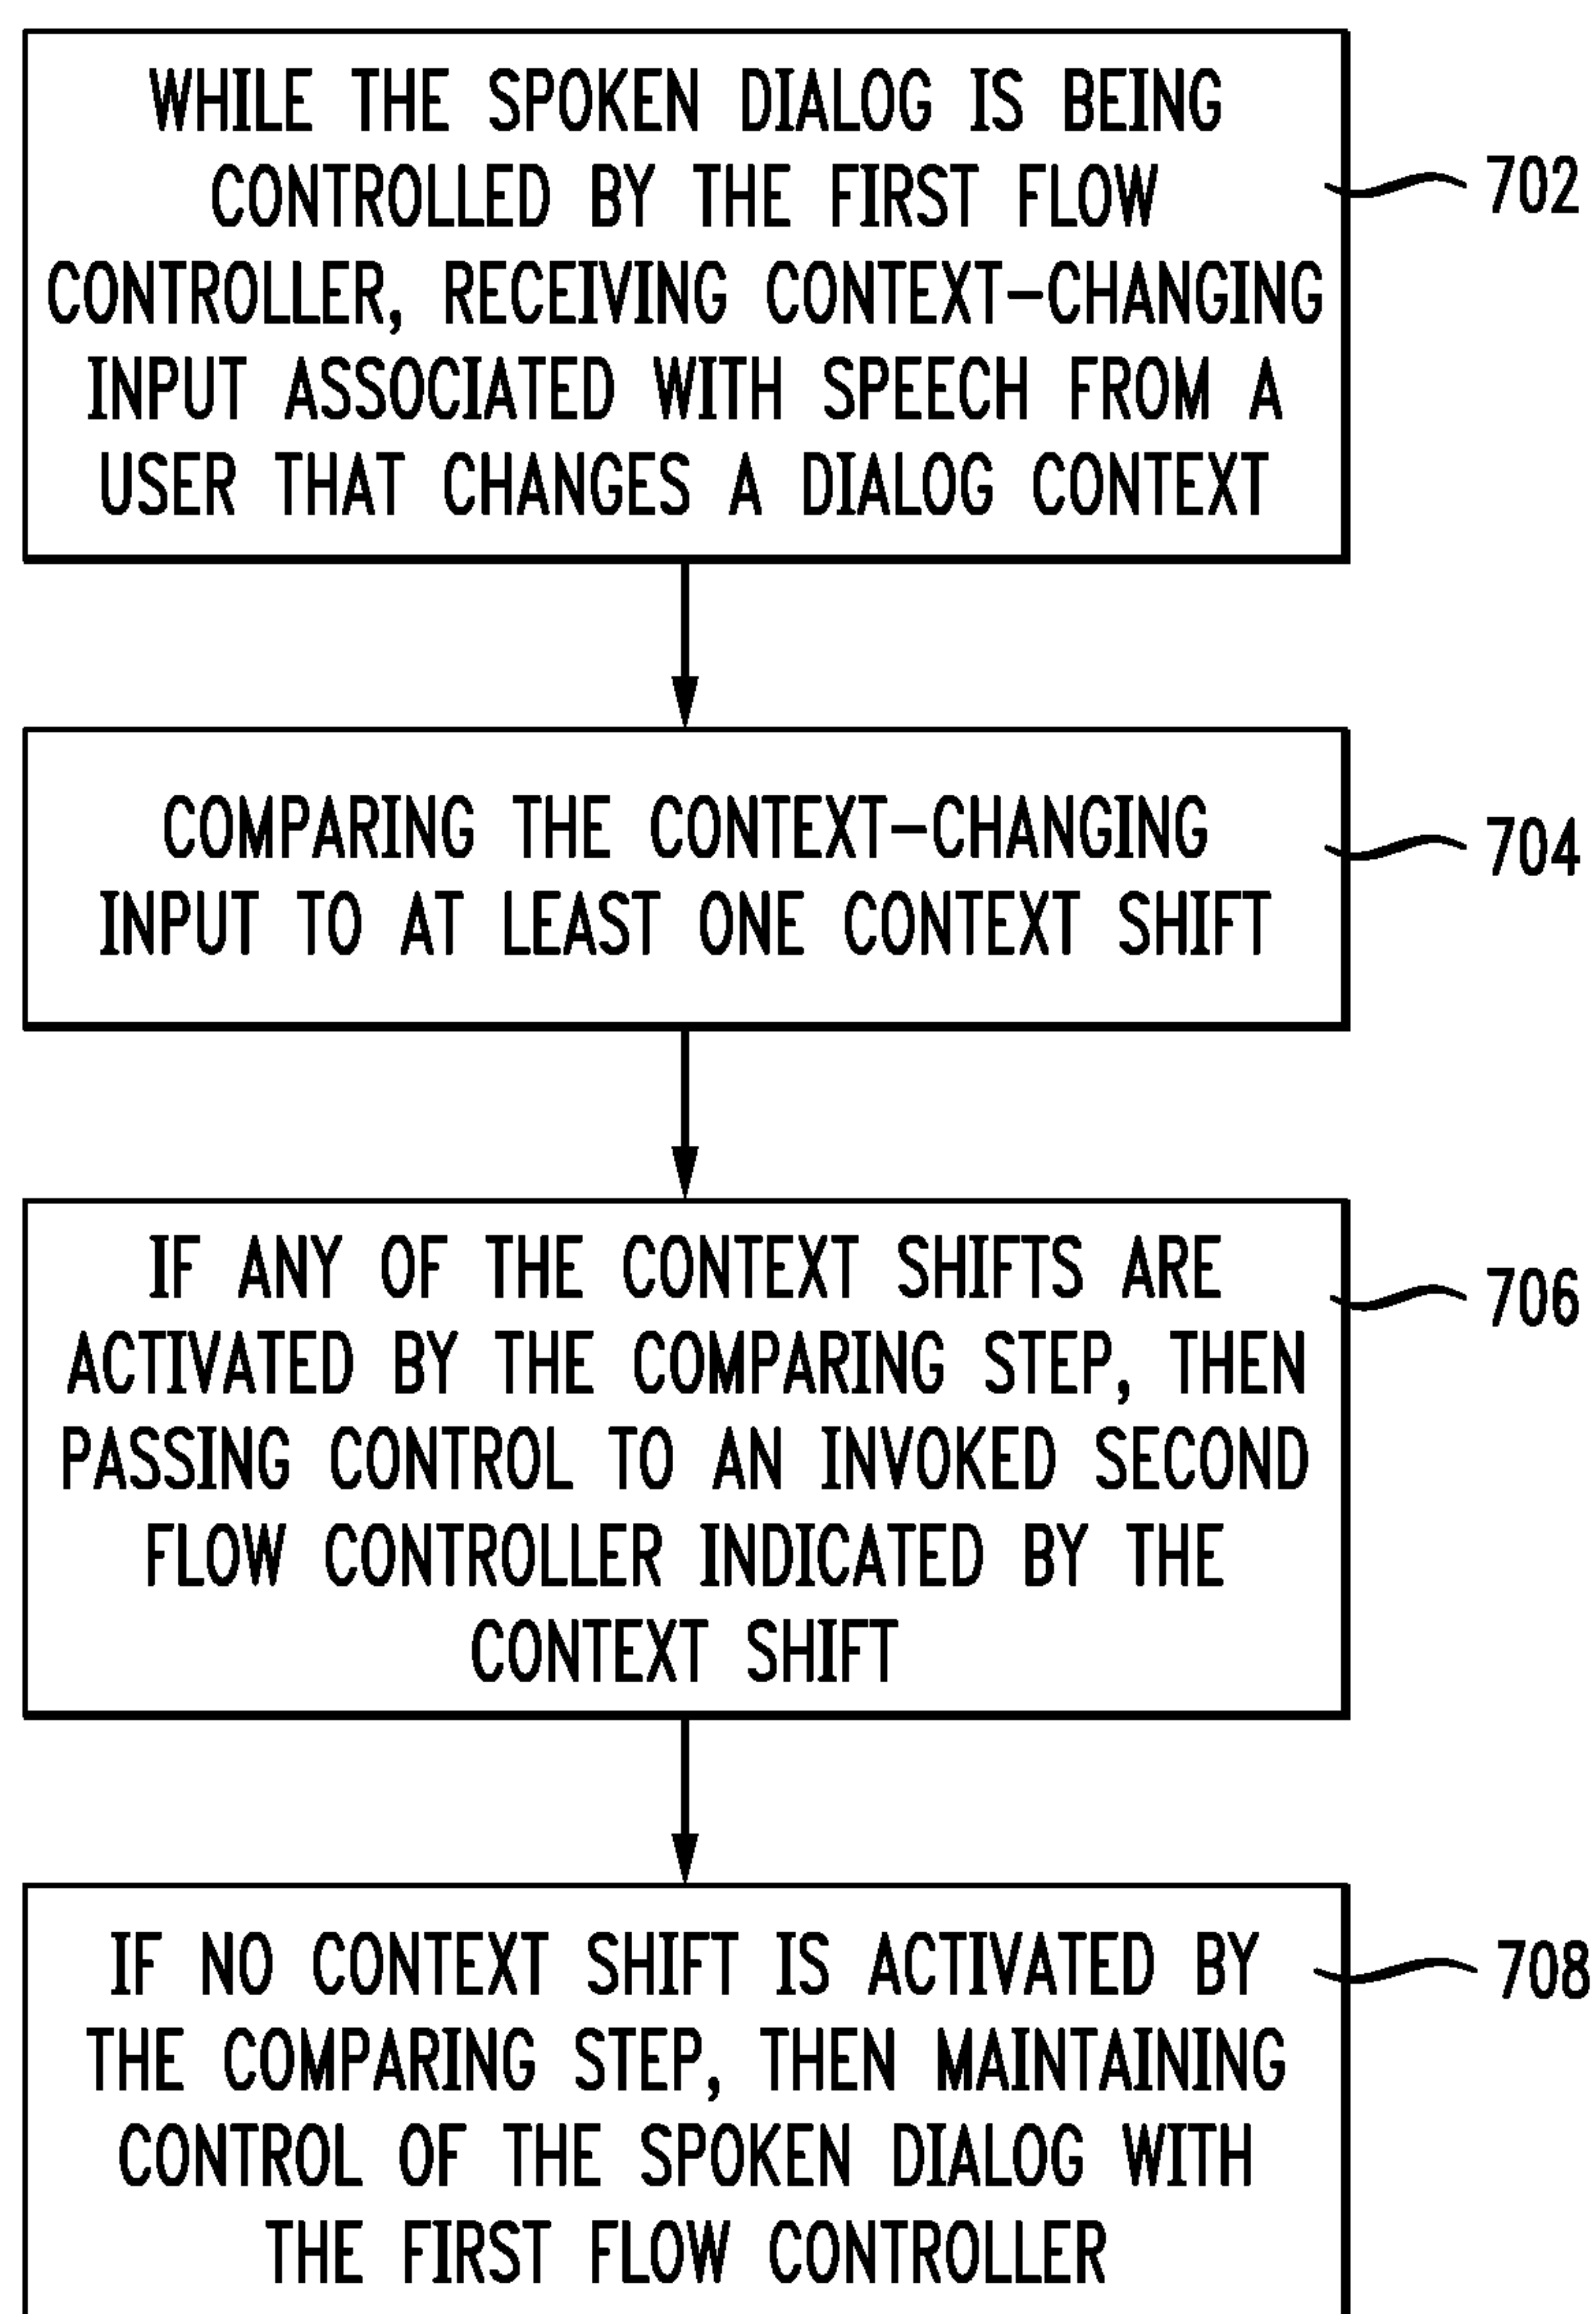 WHILE THE SPOKEN DIALOG IS BEING
CONTROLLED BY THE FIRST FLOW
CONTROLLER, RECEIVING CONTEXT-CHANGING
INPUT ASSOCIATED WITH SPEECH FROM A
USER THAT CHANGES A DIALOG CONTEXT
702
COMPARING THE CONTEXT-CHANGING
INPUT TO AT LEAST ONE CONTEXT SHIFT
704
IF ANY OF THE CONTEXT SHIFTS ARE
ACTIVATED BY THE COMPARING STEP, THEN
PASSING CONTROL TO AN INVOKED SECOND
FLOW CONTROLLER INDICATED BY THE
CONTEXT SHIFT
706
IF NO CONTEXT SHIFT IS ACTIVATED BY
THE COMPARING STEP, THEN MAINTAINING
CONTROL OF THE SPOKEN DIALOG WITH
THE FIRST FLOW CONTROLLER
708